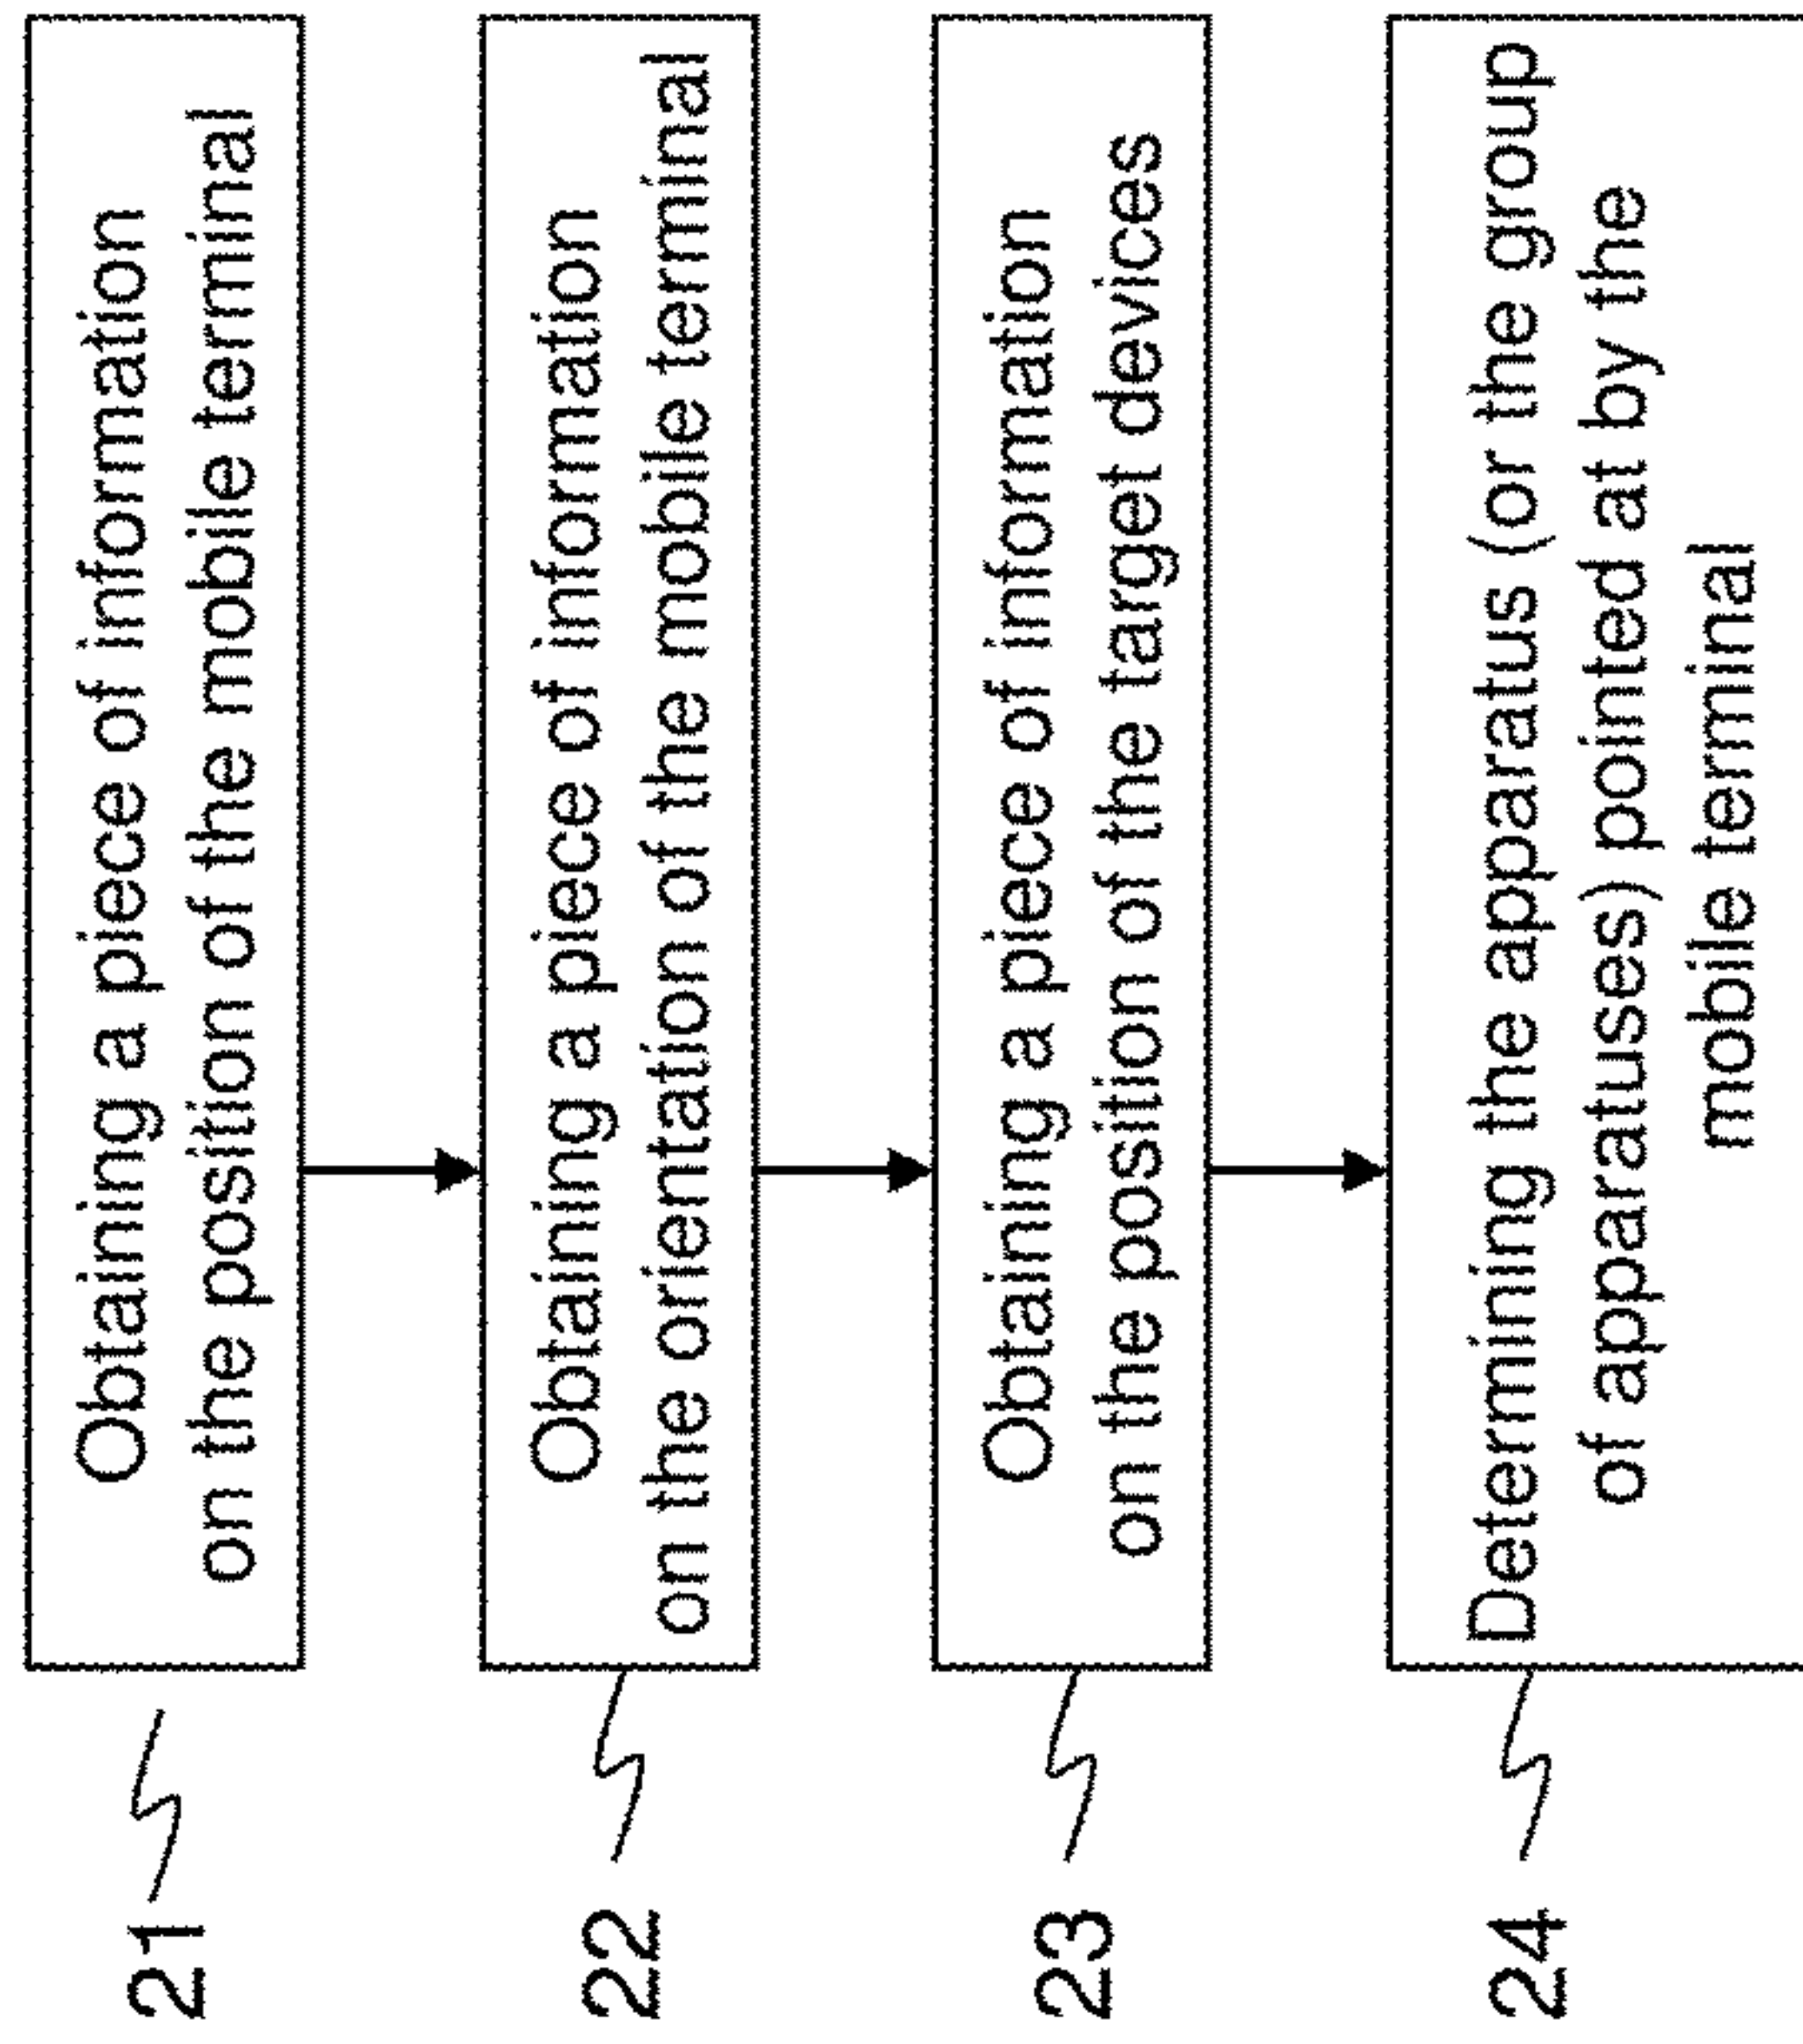 21
Obtaining a piece of information
on the position of the mobile terminal
22
Obtaining a piece of information
on the orientation of the mobile terminal
23
Obtaining a piece of information
on the position of the target devices
24
Determining the apparatus (or the group
of apparatuses) pointed at by the
mobile terminal